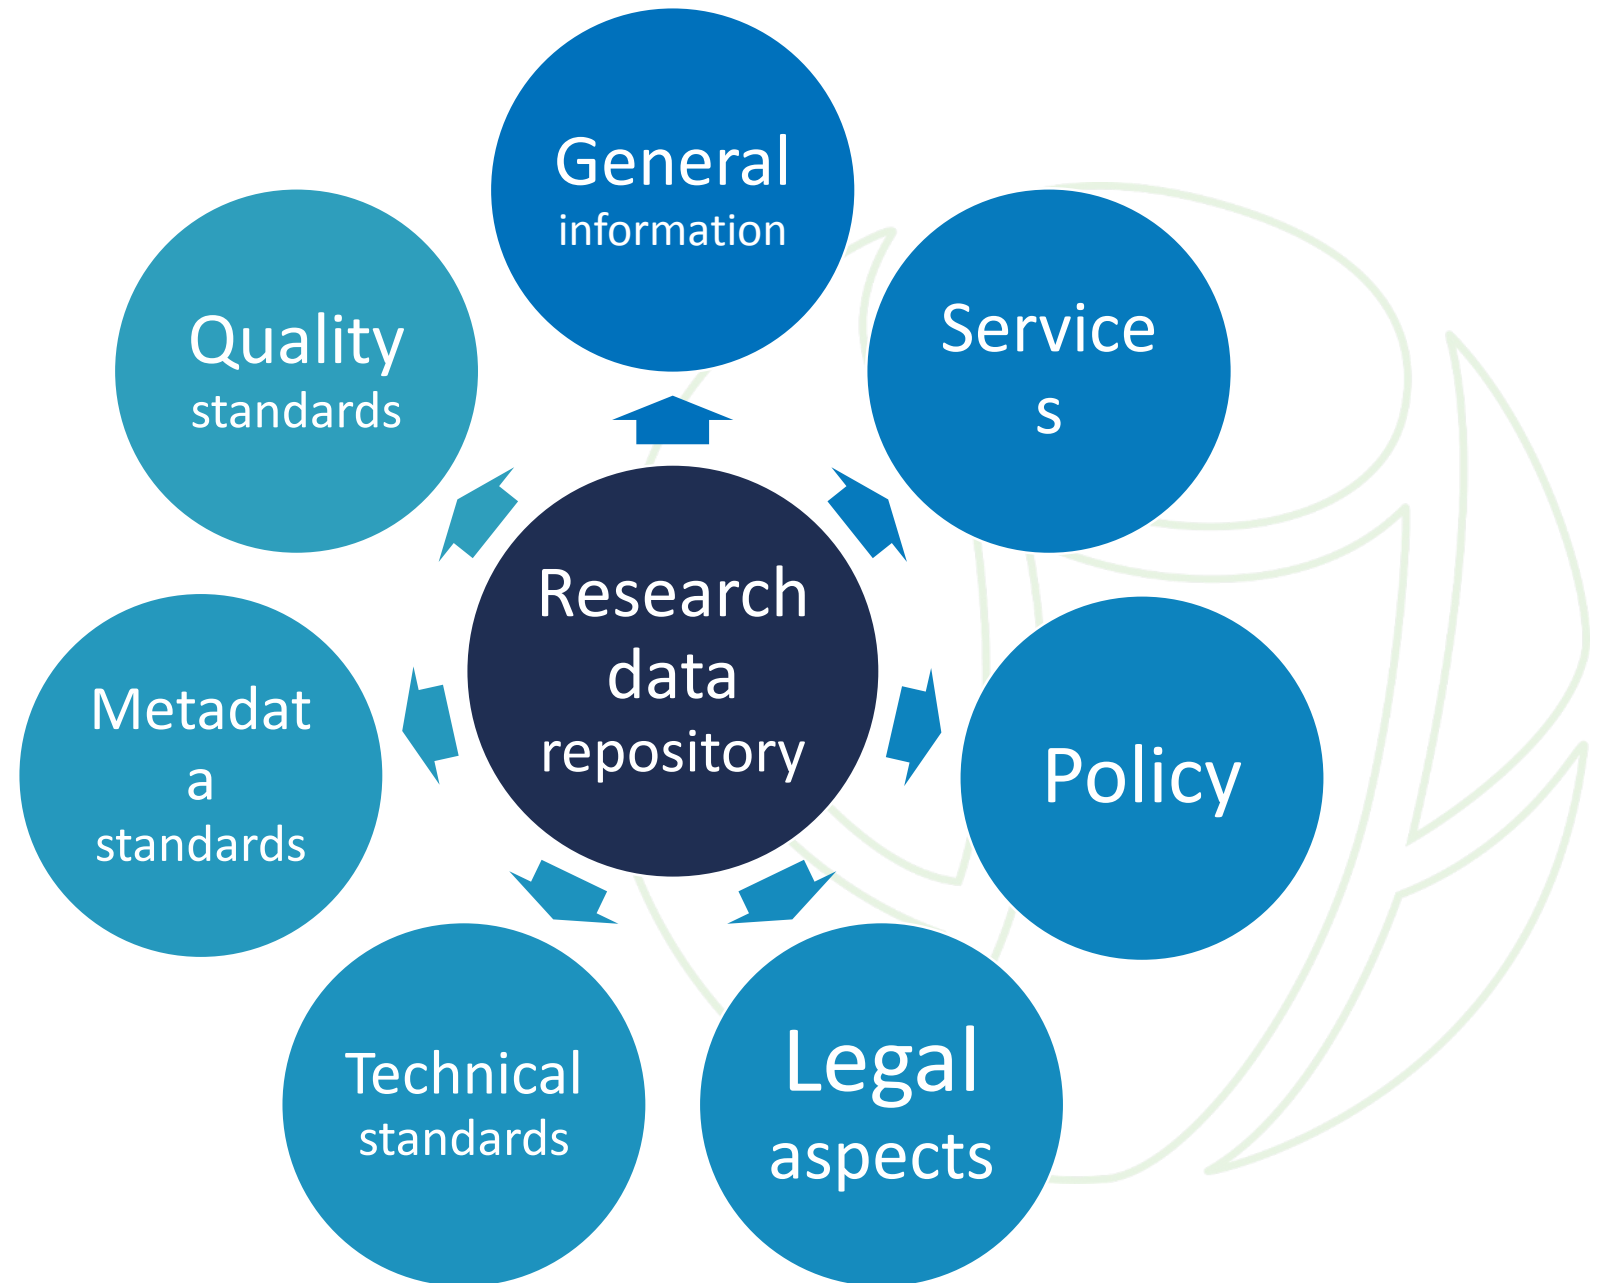 General
information
Service
s
Policy
Legal
aspects
Technical
standards
Metadat
a
standards
Quality
standards
Research
data
repository